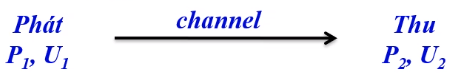 Phát channel Thu
P1, U1 P2, U2